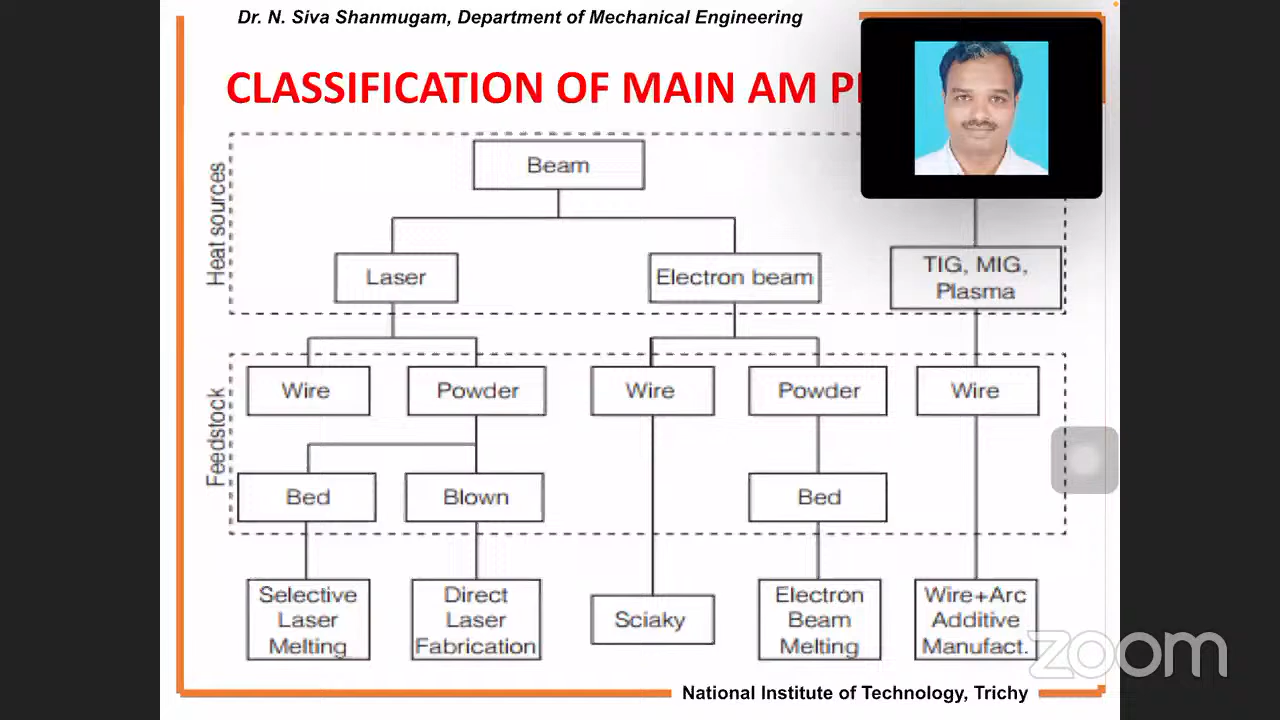 Dr. N. Siva Shanmugam, Department of Mechanical Engineering
CLASSIFICATION OF MAIN AM
Heat sources
Beam
Laser
Electron beam
TIG, MIG,
Plasma
Feedstock
Wire
Powder
Wire
Powder
Wire
Bed
Blown
Bed
Selective
Laser
Melting
Direct
Laser
Fabrication
Sciaky
Electron
Beam
Melting
Wire+Arc
Additive
Manufact.
zoom
National Institute of Technology, Trichy